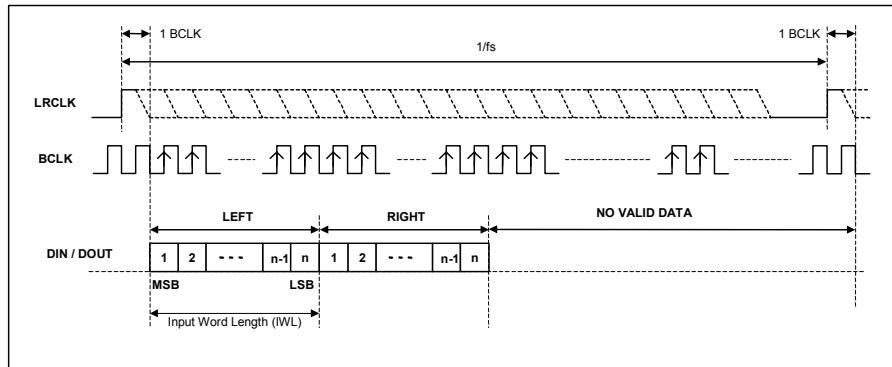 1 BCLK
1 BCLK
1/fs
LRCLK
BCLK
LEFT
RIGHT
NO VALID DATA
DIN / DOUT
1 2 - - - n-1 n 1 2 - - - n-1 n
MSB
LSB
Input Word Length (IWL)